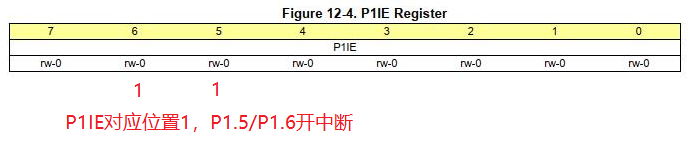 Figure 12-4. P1IE Register
7 6 5 4 3 2 1 0
P1IE
rw-0 rw-0 rw-0 rw-0 rw-0 rw-0 rw-0 rw-0
1 1
P1IE对应位置1，P1.5/P1.6开中断